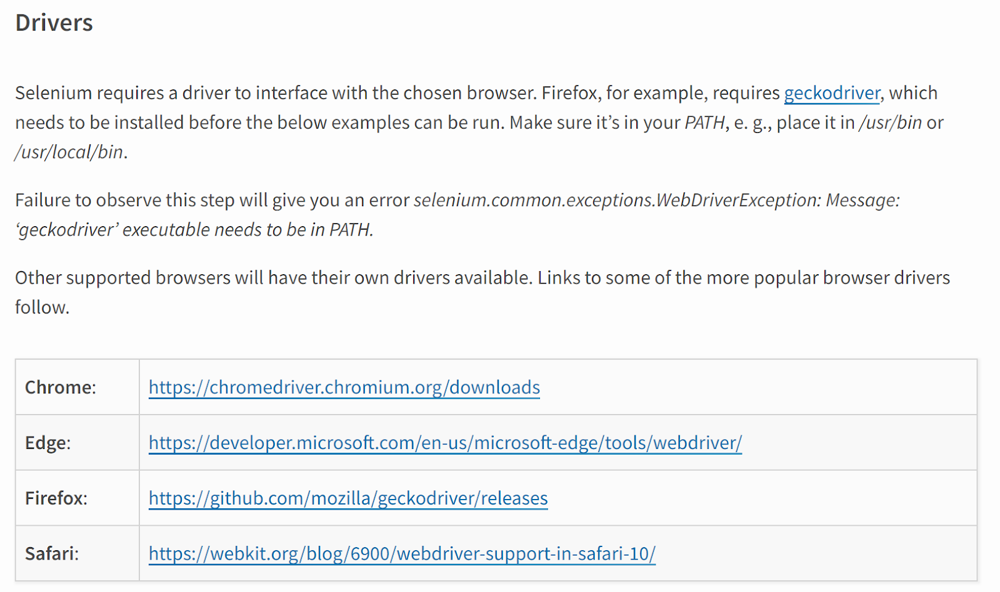 Drivers
Selenium requires a driver to interface with the chosen browser. Firefox, for example, requires geckodriver, which
needs to be installed before the below examples can be run. Make sure it’s in your PATH, e. g., place it in /usr/bin or
/usr/local/bin.
Failure to observe this step will give you an error selenium.common.exceptions.WebDriverException: Message:
‘geckodriver’ executable needs to be in PATH.
Other supported browsers will have their own drivers available. Links to some of the more popular browser drivers
follow.
Chrome: https://chromedriver.chromium.org/downloads
Edge: https://developer.microsoft.com/en-us/microsoft-edge/tools/webdriver/
Firefox: https://github.com/mozilla/geckodriver/releases
Safari: https://webkit.org/blog/6900/webdriver-support-in-safari-10/